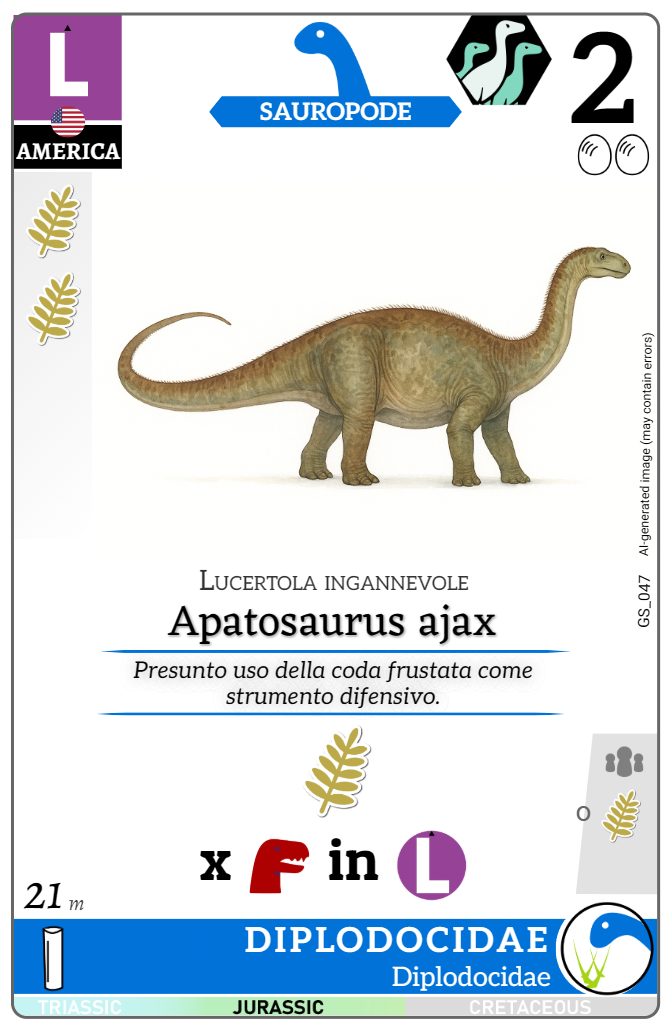 L
AMERICA
SAUROPODE
2
AI-generated image (may contain errors)
GS_047
Lucertola ingannevole
Apatosaurus ajax
Presunto uso della coda frustata come
strumento difensivo.
o
x in L
21 m
DIPLODOCIDAE
Diplodocidae
TRIASSIC JURASSIC CRETACEOUS